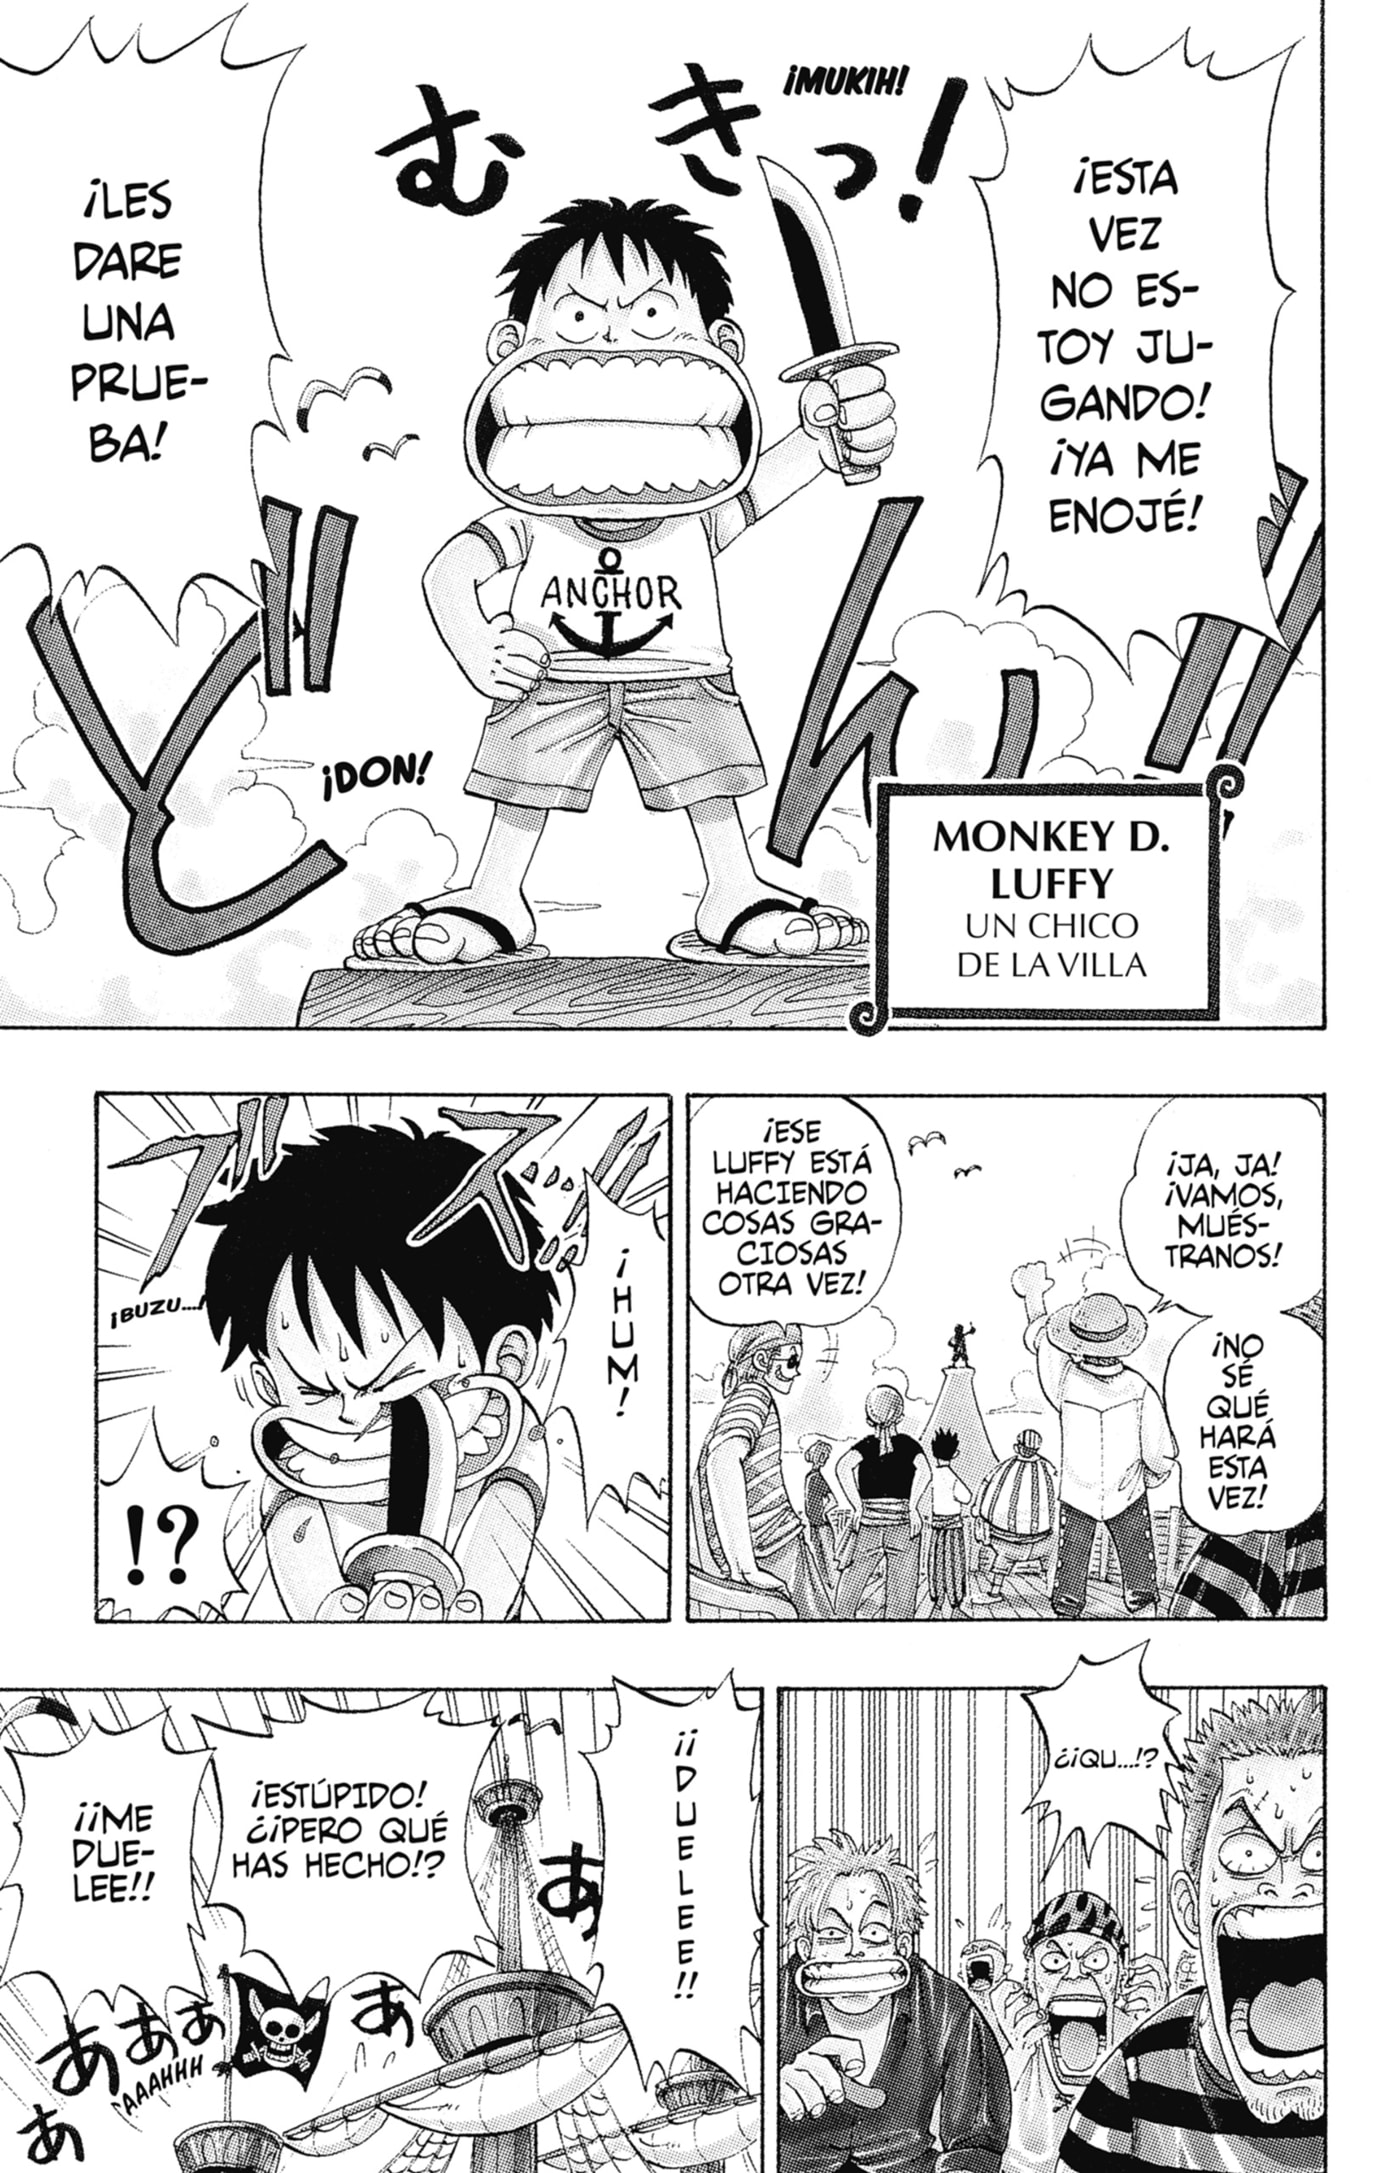 ¡ESTA
VEZ
NO ES-
TOY JU-
GANDO!
¡YA ME
ENOJÉ!
¡MUKIH!
むきっ!
¡LES
DARE
UNA
PRUE-
BA!
ANCHOR
どん!!
¡DON!
MONKEY D.
LUFFY
UN CHICO
DE LA VILLA
¡JA, JA!
¡VAMOS,
MUÉS-
TRANOS!
¡NO
SÉ
QUÉ
HARÁ
ESTA
VEZ!
¡ESE
LUFFY ESTÁ
HACIENDO
COSAS GRA-
CIOSAS
OTRA VEZ!
¡HUM!
ブズ...!!
¡BUZU...!
!?
¿¡QU...!?
¡¡DUELEE!!
¡ESTÚPIDO!
¿¡PERO QUÉ
HAS HECHO!?
¡¡ME
DUE-
LEE!!
あ
あ
あああ
あ
AAAHHH